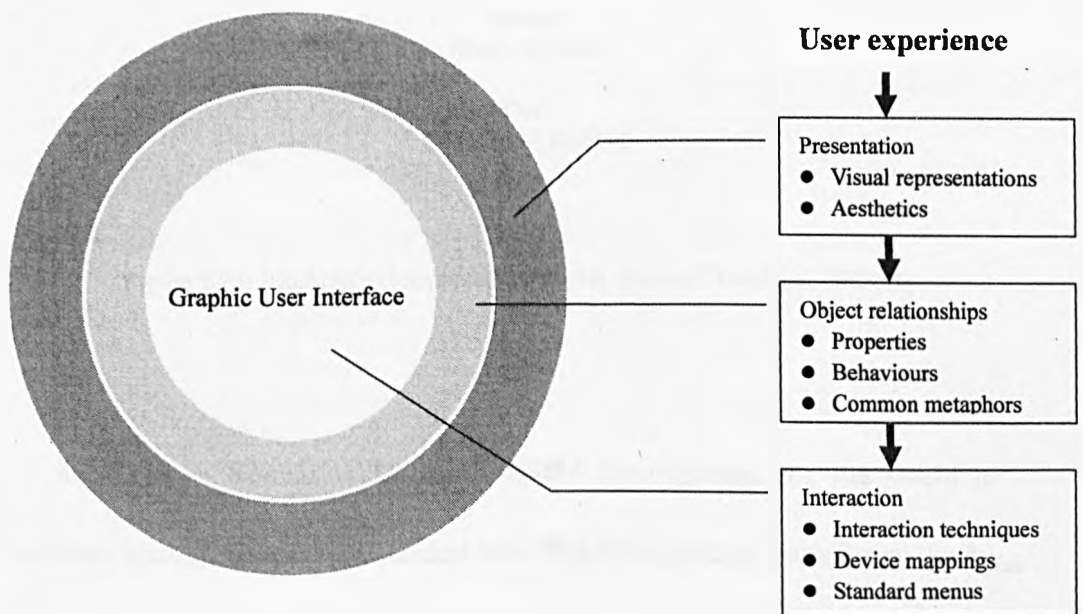 User experience
Presentation
● Visual representations
● Aesthetics
Graphic User Interface
Object relationships
● Properties
● Behaviours
● Common metaphors
Interaction
● Interaction techniques
● Device mappings
● Standard menus